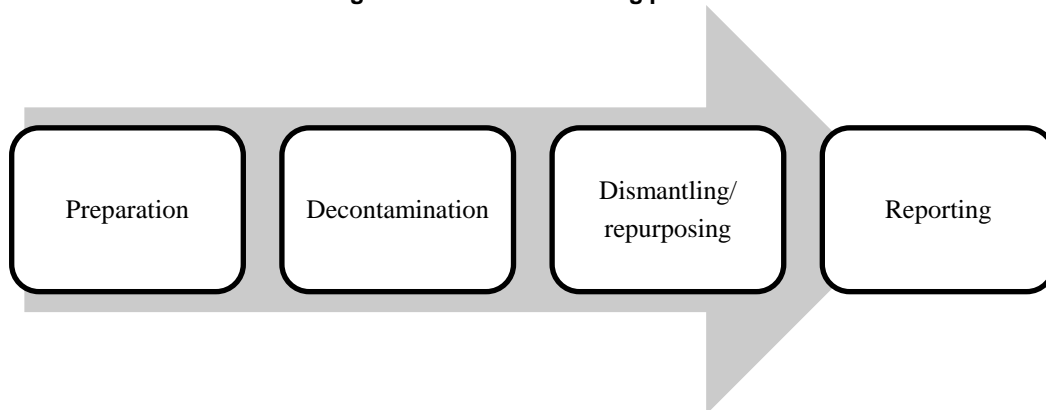 Preparation
Decontamination
Dismantling/
repurposing
Reporting